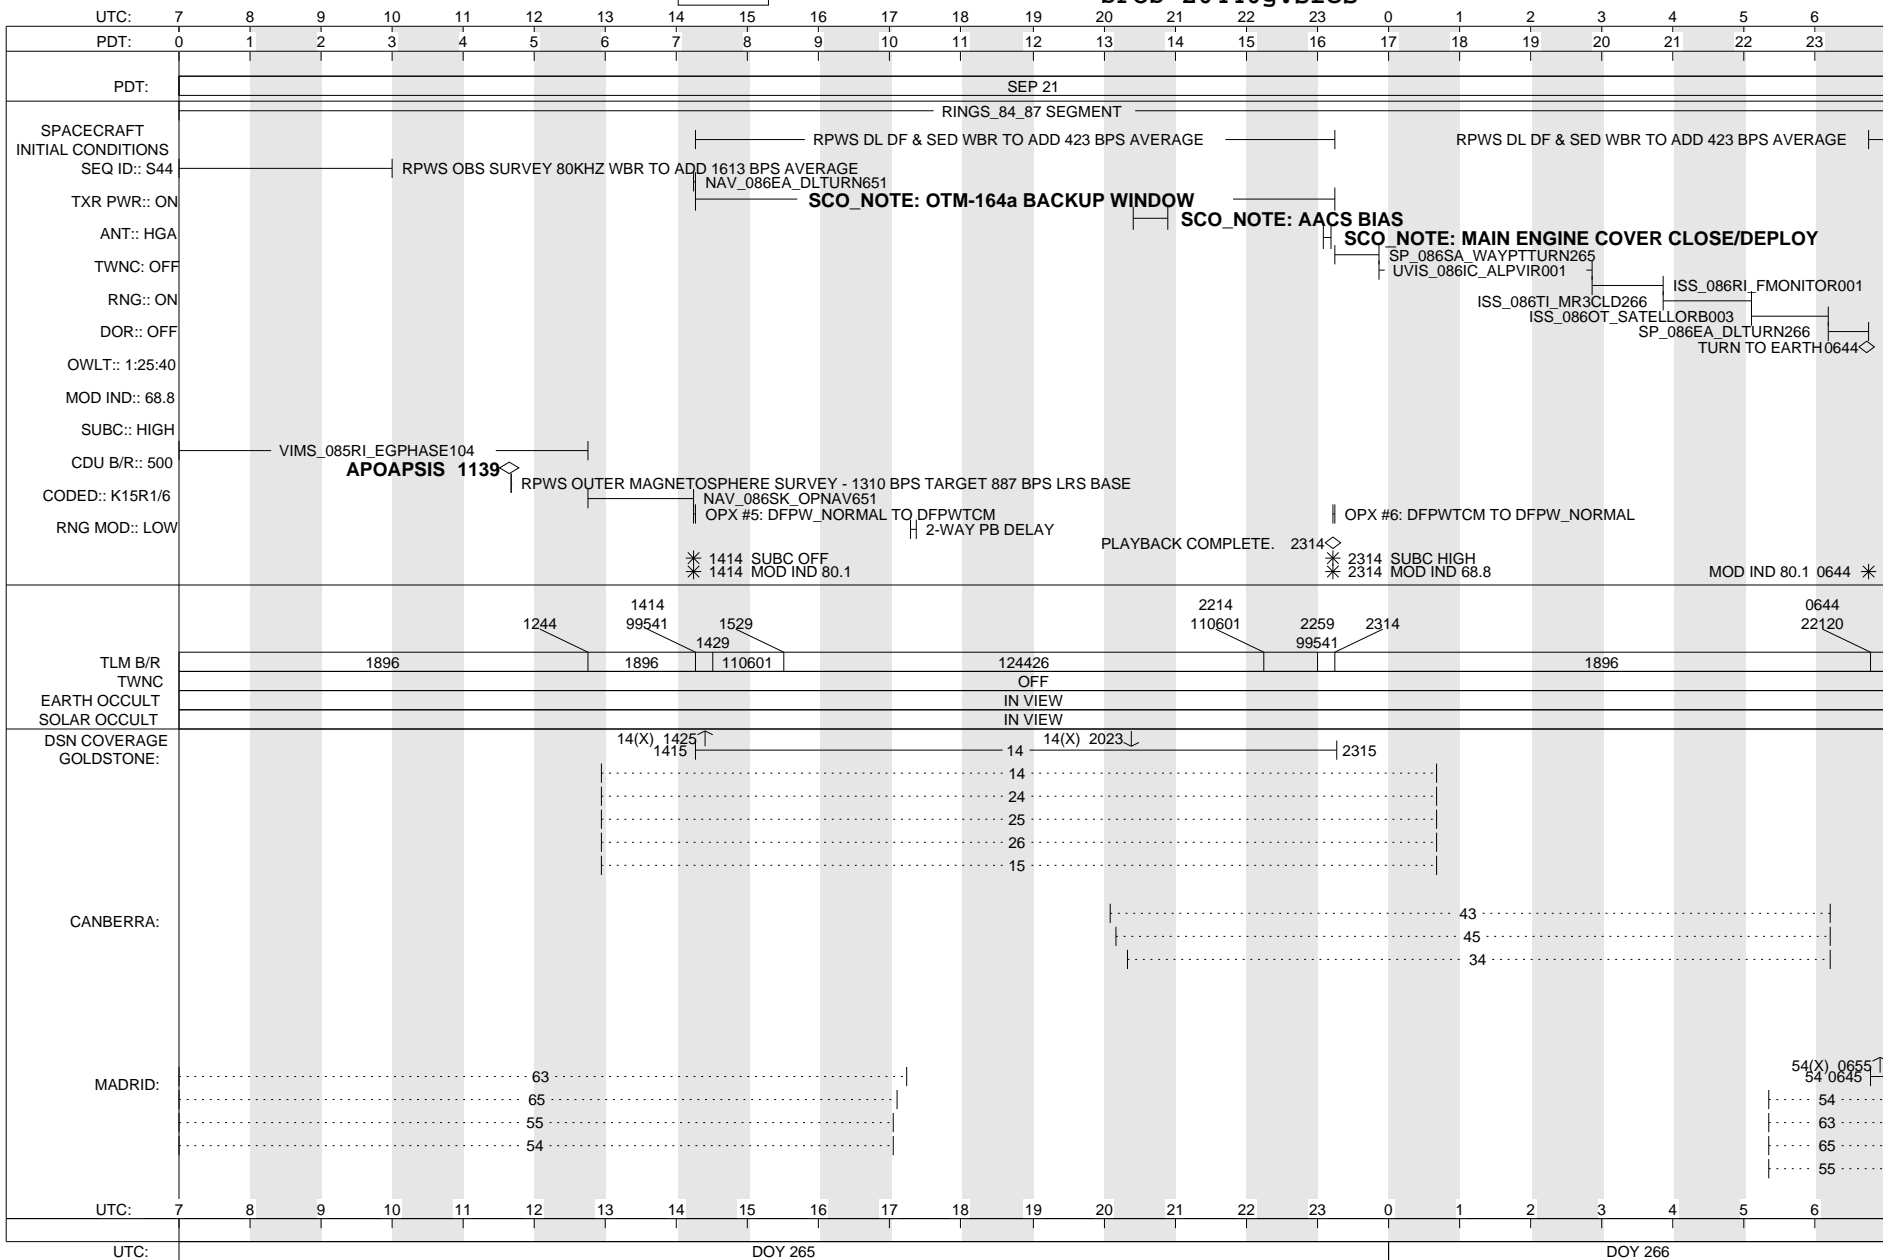 UTC: 7 8 9 10 11 12 13 14 15 16 17 18 19 20 21 22 23 0 1 2 3 4 5 6
PDT: 0 1 2 3 4 5 6 7 8 9 10 11 12 13 14 15 16 17 18 19 20 21 22 23
PDT: SEP 21
RINGS_84_87 SEGMENT
SPACECRAFT
INITIAL CONDITIONS
RPWS DL DF & SED WBR TO ADD 423 BPS AVERAGE
RPWS DL DF & SED WBR TO ADD 423 BPS AVERAGE
SEQ ID:: S44
RPWS OBS SURVEY 80KHZ WBR TO ADD 1613 BPS AVERAGE
NAV_086EA_DLTURN651
TXR PWR:: ON
SCO_NOTE: OTM-164a BACKUP WINDOW
SCO_NOTE: AACS BIAS
ANT:: HGA
SCO_NOTE: MAIN ENGINE COVER CLOSE/DEPLOY
SP_086SA_WAYPTTURN265
TWNC: OFF
UVIS_086IC_ALPVIR001
ISS_086RI_FMONITOR001
RNG:: ON
ISS_086TI_MR3CLD266
ISS_086OT_SATELLORB003
DOR:: OFF
SP_086EA_DLTURN266
TURN TO EARTH 0644
OWLT:: 1:25:40
MOD IND:: 68.8
SUBC:: HIGH
VIMS_085RI_EGPHASE104
CDU B/R:: 500
APOAPSIS 1139
RPWS OUTER MAGNETOSPHERE SURVEY - 1310 BPS TARGET 887 BPS LRS BASE
CODED:: K15R1/6
NAV_086SK_OPNAV651
OPX #5: DFPW_NORMAL TO DFPWTCM
OPX #6: DFPWTCM TO DFPW_NORMAL
RNG MOD:: LOW
2-WAY PB DELAY
PLAYBACK COMPLETE. 2314
1414 SUBC OFF
2314 SUBC HIGH
1414 MOD IND 80.1
2314 MOD IND 68.8
MOD IND 80.1 0644
1414 2214 0644
1244 99541 1529 110601 2259 2314 22120
1429 99541
TLM B/R 1896 1896 110601 124426 1896
TWNC OFF
EARTH OCCULT IN VIEW
SOLAR OCCULT IN VIEW
DSN COVERAGE
14(X) 1425
14(X) 2023
GOLDSTONE:
1415 14 2315
14
24
25
26
15
CANBERRA:
43
45
34
54(X) 0655
MADRID:
63
54 0645
65 54
55 63
54 65
55
UTC: 7 8 9 10 11 12 13 14 15 16 17 18 19 20 21 22 23 0 1 2 3 4 5 6
UTC: DOY 265 DOY 266